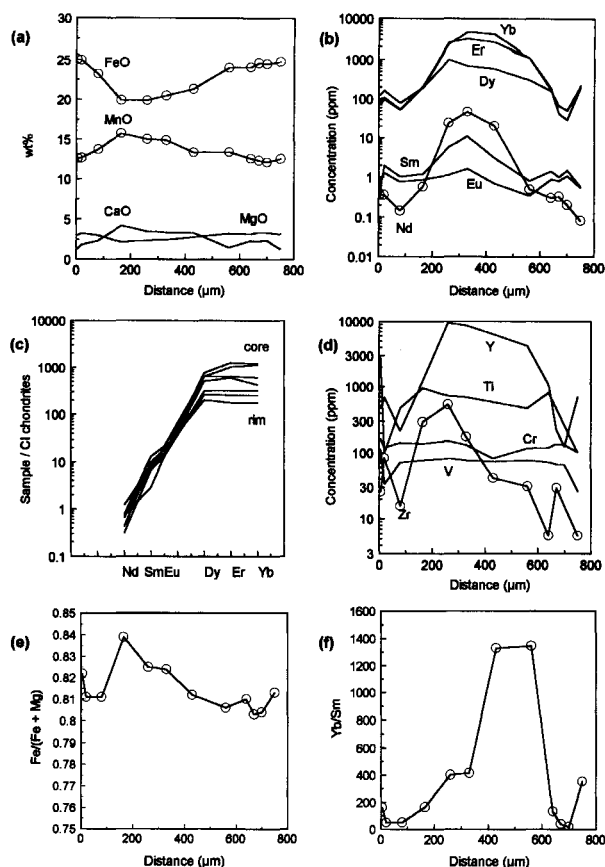 (a)
30
25
20
15
10
5
0
wt%
FeO
MnO
CaO
MgO
0 200 400 600 800
Distance (μm)
(b)
10000
1000
100
10
1
0.1
0.01
Concentration (ppm)
Yb
Er
Dy
Sm
Eu
Nd
0 200 400 600 800
Distance (μm)
(c)
10000
1000
100
10
1
0.1
Sample / CI chondrites
core
rim
Nd SmEu Dy Er Yb
(d)
10000
3000
1000
300
100
30
10
3
Concentration (ppm)
Y
Ti
Cr
V
Zr
0 200 400 600 800
Distance (μm)
(e)
0.85
0.84
0.83
0.82
0.81
0.8
0.79
0.78
0.77
0.76
0.75
Fe/(Fe + Mg)
0 200 400 600 800
Distance (μm)
(f)
1600
1400
1200
1000
800
600
400
200
0
Yb/Sm
0 200 400 600 800
Distance (μm)